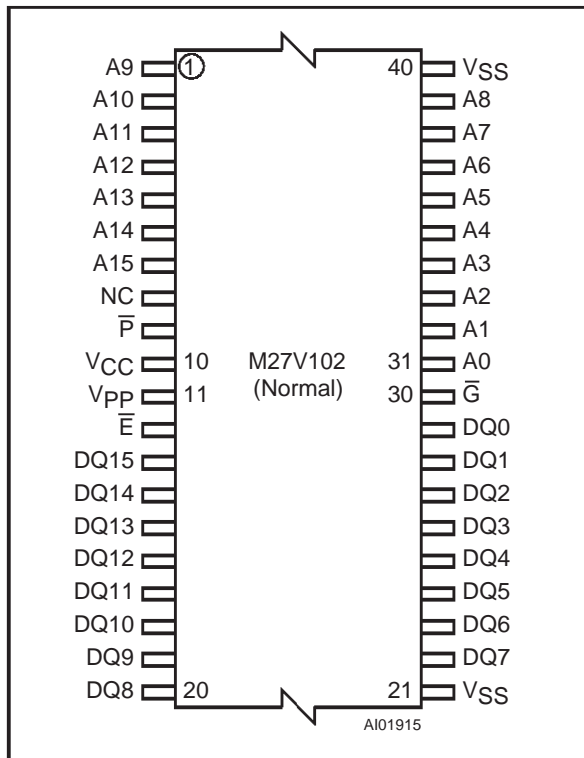 A9 1 40 VSS
A10 A8
A11 A7
A12 A6
A13 A5
A14 A4
A15 A3
NC A2
P̅ A1
VCC 10 M27V102 31 A0
VPP 11 (Normal) 30 G̅
E̅ DQ0
DQ15 DQ1
DQ14 DQ2
DQ13 DQ3
DQ12 DQ4
DQ11 DQ5
DQ10 DQ6
DQ9 DQ7
DQ8 20 21 VSS
AI01915